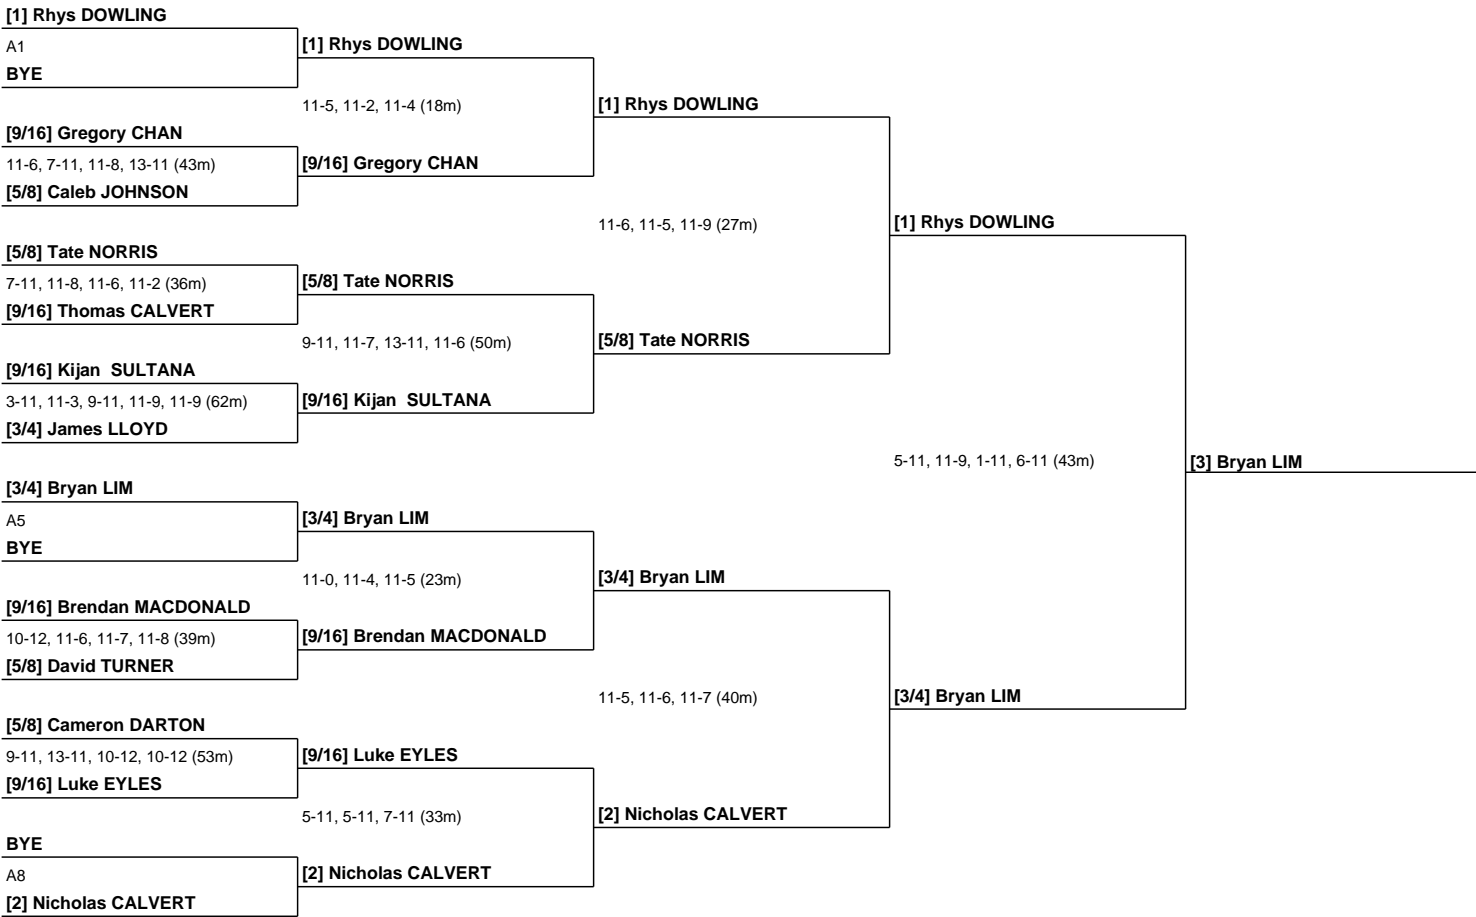 [1] Rhys DOWLING
A1
BYE
[9/16] Gregory CHAN
11-6, 7-11, 11-8, 13-11 (43m)
[5/8] Caleb JOHNSON
[5/8] Tate NORRIS
7-11, 11-8, 11-6, 11-2 (36m)
[9/16] Thomas CALVERT
[9/16] Kijan  SULTANA
3-11, 11-3, 9-11, 11-9, 11-9 (62m)
[3/4] James LLOYD
[3/4] Bryan LIM
A5
BYE
[9/16] Brendan MACDONALD
10-12, 11-6, 11-7, 11-8 (39m)
[5/8] David TURNER
[5/8] Cameron DARTON
9-11, 13-11, 10-12, 10-12 (53m)
[9/16] Luke EYLES
BYE
A8
[2] Nicholas CALVERT
[1] Rhys DOWLING
11-5, 11-2, 11-4 (18m)
[9/16] Gregory CHAN
[5/8] Tate NORRIS
9-11, 11-7, 13-11, 11-6 (50m)
[9/16] Kijan  SULTANA
[3/4] Bryan LIM
11-0, 11-4, 11-5 (23m)
[9/16] Brendan MACDONALD
[9/16] Luke EYLES
5-11, 5-11, 7-11 (33m)
[2] Nicholas CALVERT
[1] Rhys DOWLING
11-6, 11-5, 11-9 (27m)
[5/8] Tate NORRIS
[3/4] Bryan LIM
11-5, 11-6, 11-7 (40m)
[2] Nicholas CALVERT
[1] Rhys DOWLING
5-11, 11-9, 1-11, 6-11 (43m)
[3/4] Bryan LIM
[3] Bryan LIM